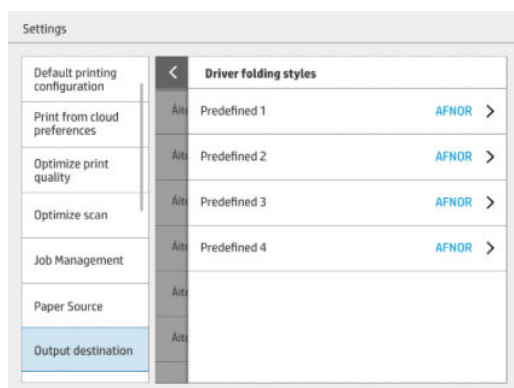 Settings
Default printing
configuration
Print from cloud
preferences
Optimize print
quality
Optimize scan
Job Management
Paper Source
Output destination
Driver folding styles
Predefined 1 AFNOR
Predefined 2 AFNOR
Predefined 3 AFNOR
Predefined 4 AFNOR